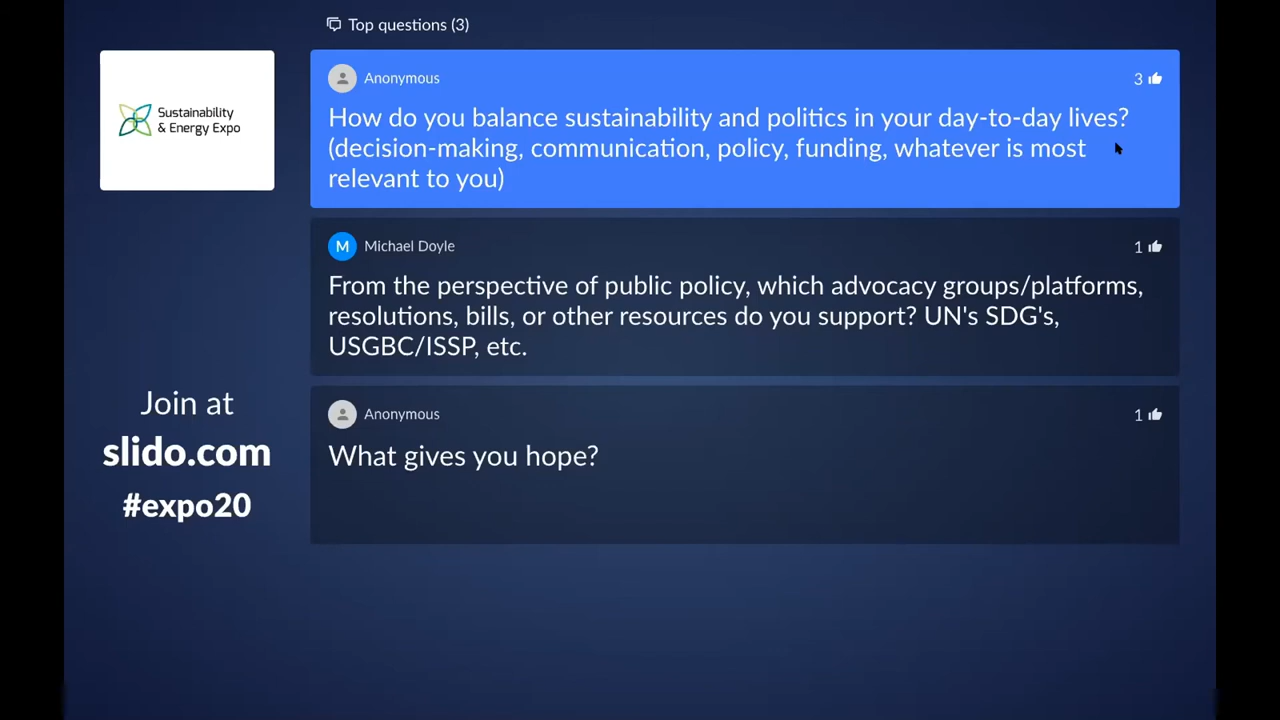 Top questions (3)
Sustainability
& Energy Expo
Anonymous
3
How do you balance sustainability and politics in your day-to-day lives?
(decision-making, communication, policy, funding, whatever is most
relevant to you)
M
Michael Doyle
1
From the perspective of public policy, which advocacy groups/platforms,
resolutions, bills, or other resources do you support? UN's SDG's,
USGBC/ISSP, etc.
Anonymous
1
What gives you hope?
Join at
slido.com
#expo20